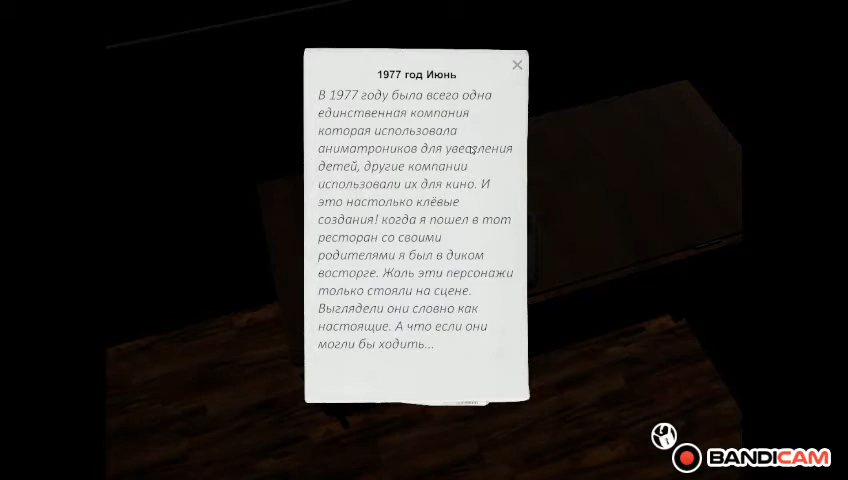 1977 год Июнь
В 1977 году была всего одна
единственная компания
которая использовала
аниматроников для увеселения
детей, другие компании
использовали их для кино. И
это настолько клёвые
создания! когда я пошел в тот
ресторан со своими
родителями я был в диком
восторге. Жаль эти персонажи
только стояли на сцене.
Выглядели они словно как
настоящие. А что если они
могли бы ходить...
BANDICAM